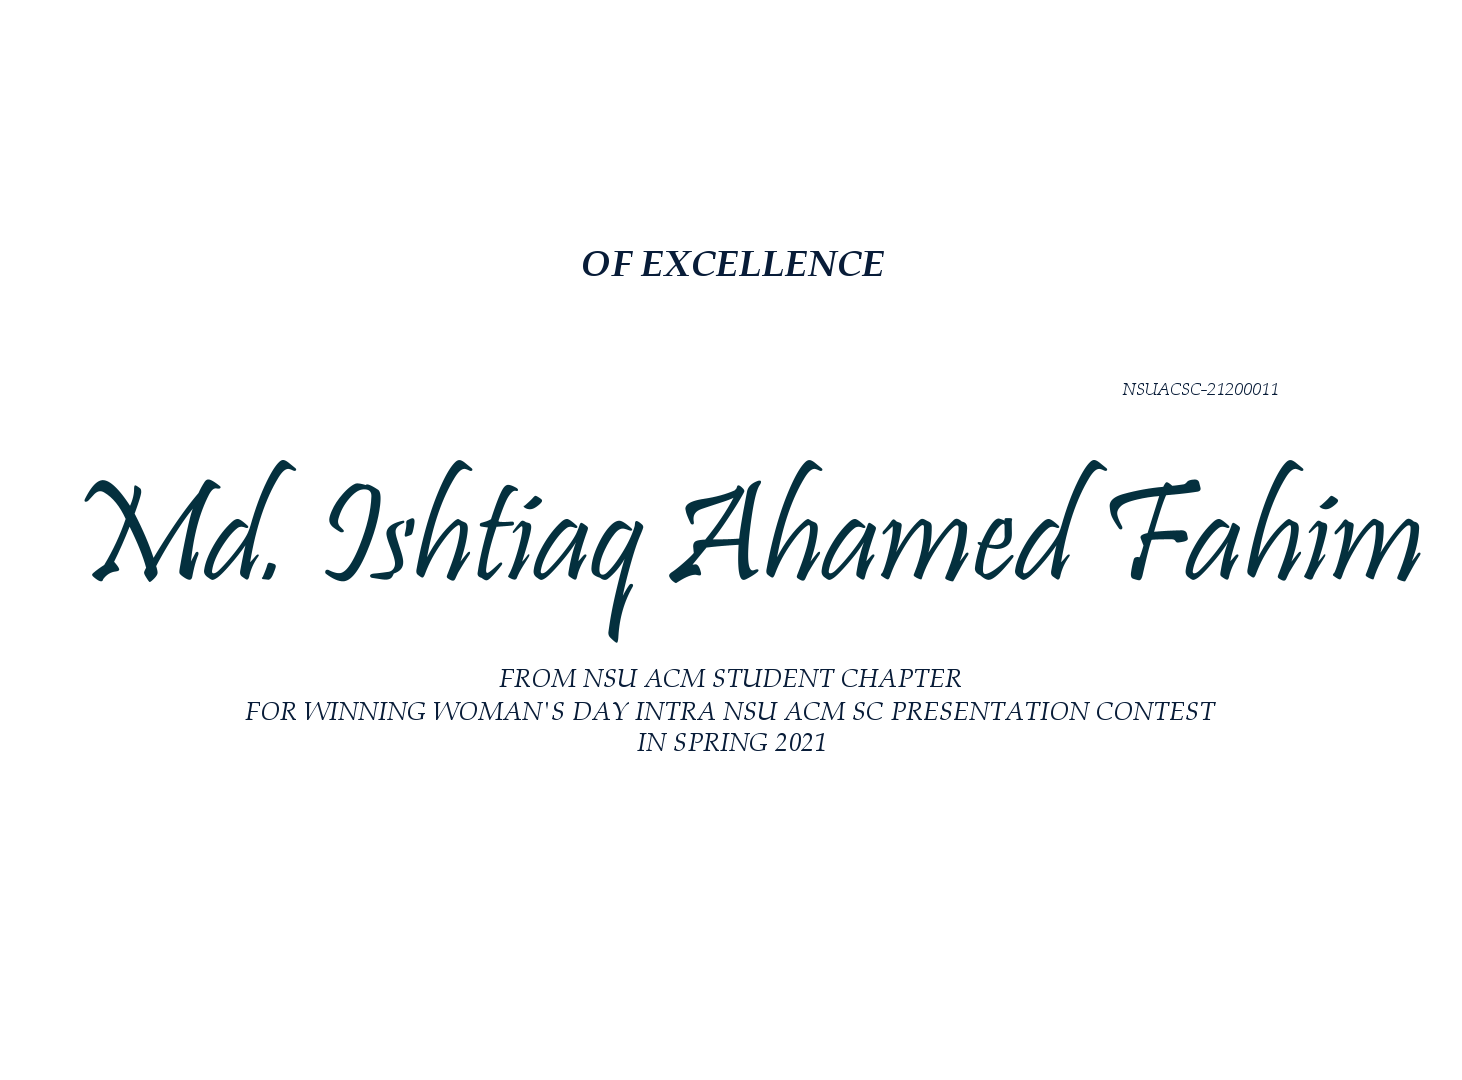 OF EXCELLENCE
NSUACSC-21200011
Md. Ishtiaq Ahamed Fahim
FROM NSU ACM STUDENT CHAPTER
FOR WINNING WOMAN'S DAY INTRA NSU ACM SC PRESENTATION CONTEST
IN SPRING 2021